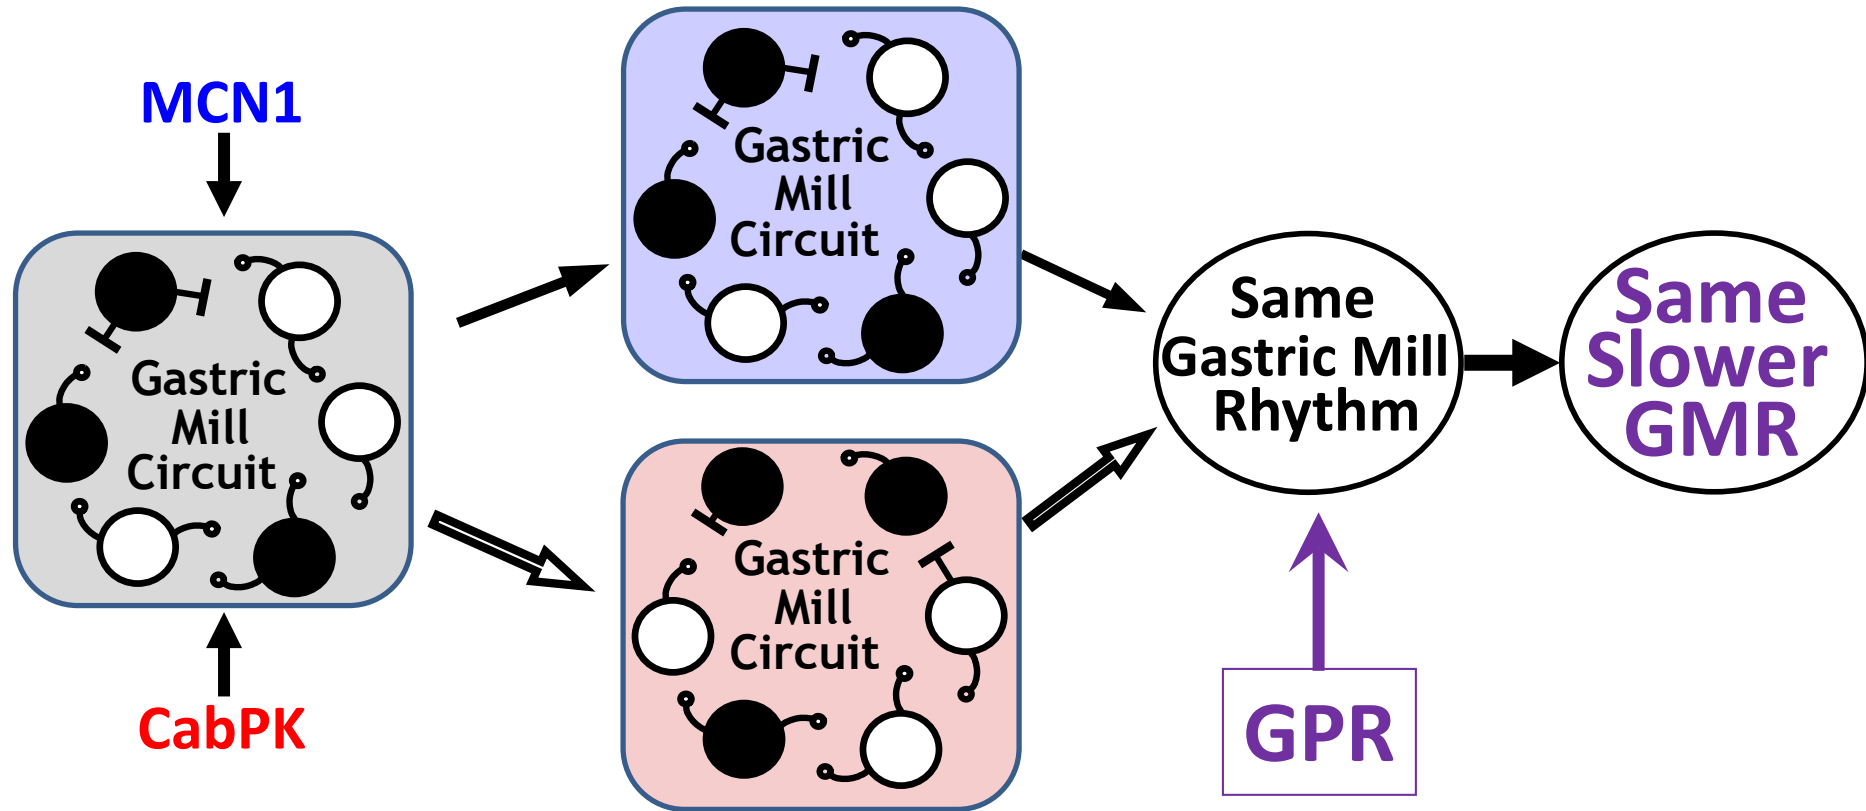 MCN1
Gastric
Mill
Circuit
CabPK
Gastric
Mill
Circuit
Gastric
Mill
Circuit
Same
Gastric Mill
Rhythm
Same
Slower
GMR
GPR